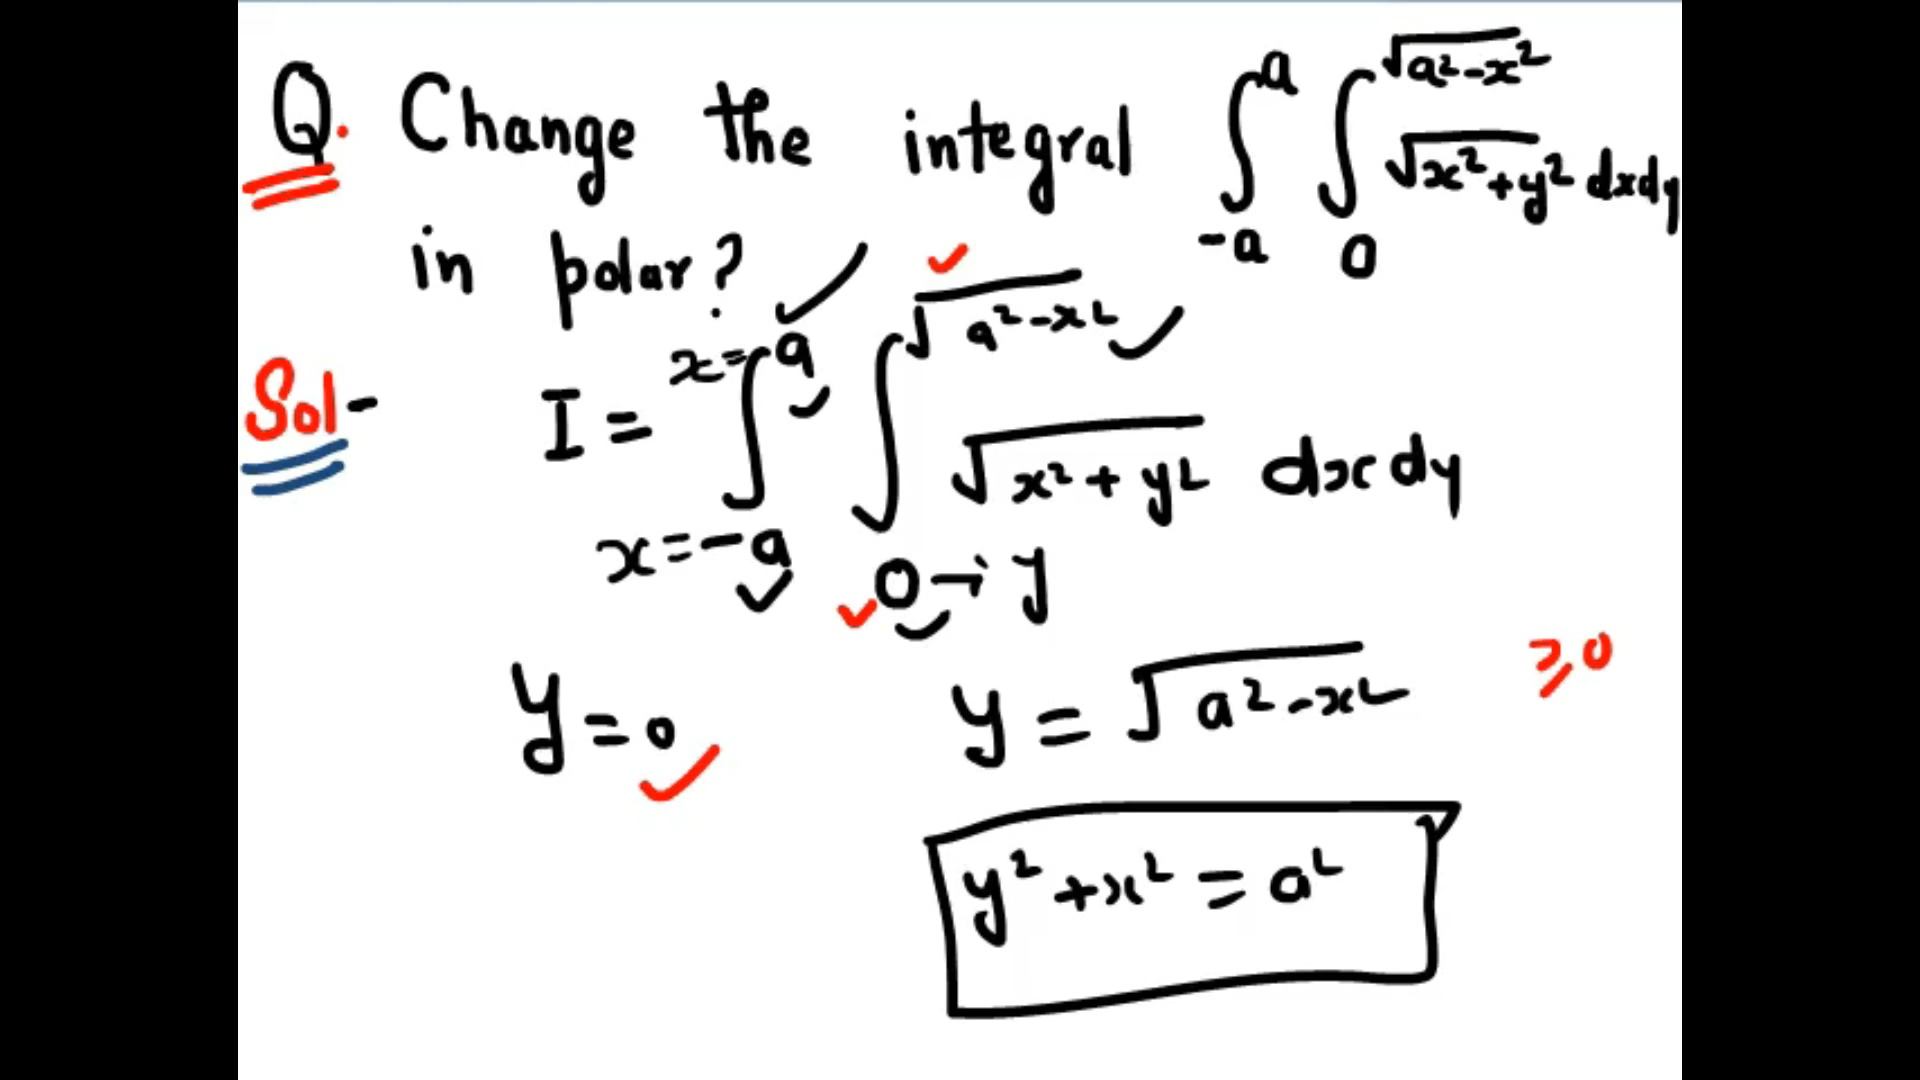 Q. Change the integral ∫_{-a}^{a} ∫_{0}^{√(a²-x²)} √(x²+y²) dxdy
in polar?
Sol- I = ∫_{x=-a}^{x=a} ∫_{0→y}^{√(a²-x²)} √(x²+y²) dxdy
y=0 y = √(a²-x²) ≥0
y²+x² = a²